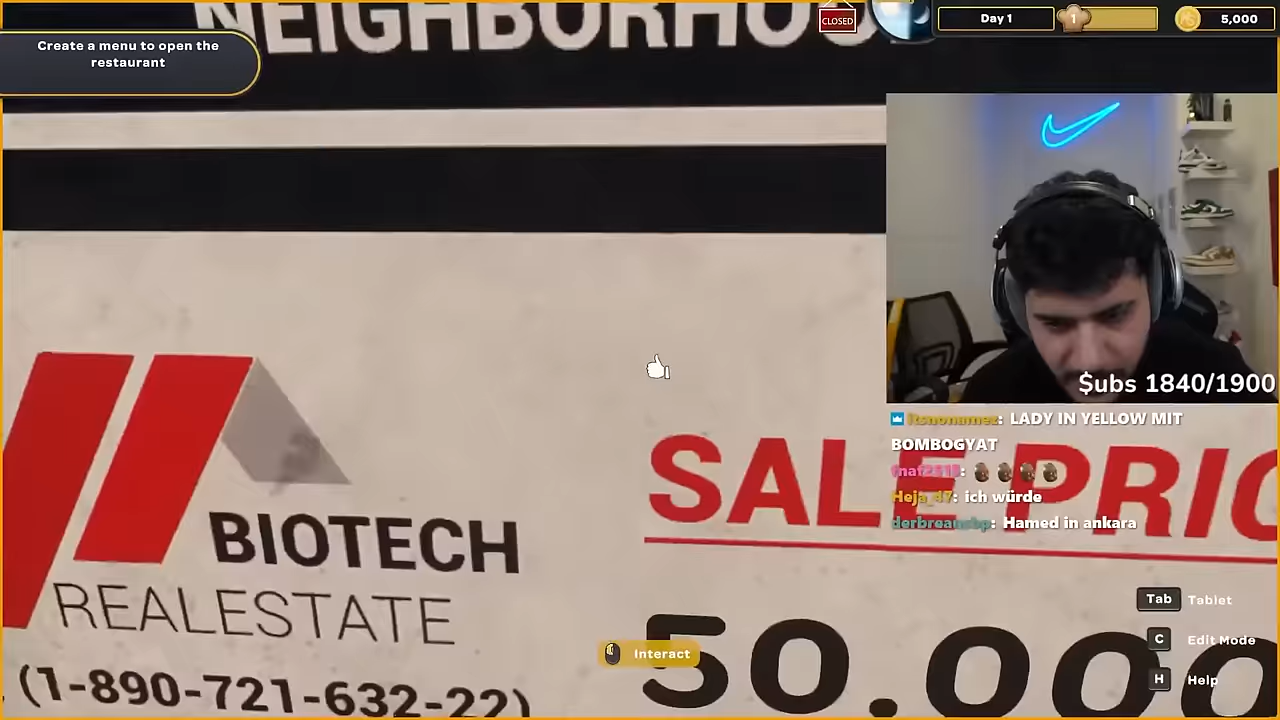 NEIGHBORHO
CLOSED
Day 1
1
5,000
Create a menu to open the
restaurant
$ubs 1840/1900
itsnonamez: LADY IN YELLOW MIT
BOMBOGYAT
Heja_47: ich würde
: Hamed in ankara
SALE PRIC
BIOTECH
REALESTATE
(1-890-721-632-22)
50.000
Interact
Tab Tablet
C Edit Mode
H Help